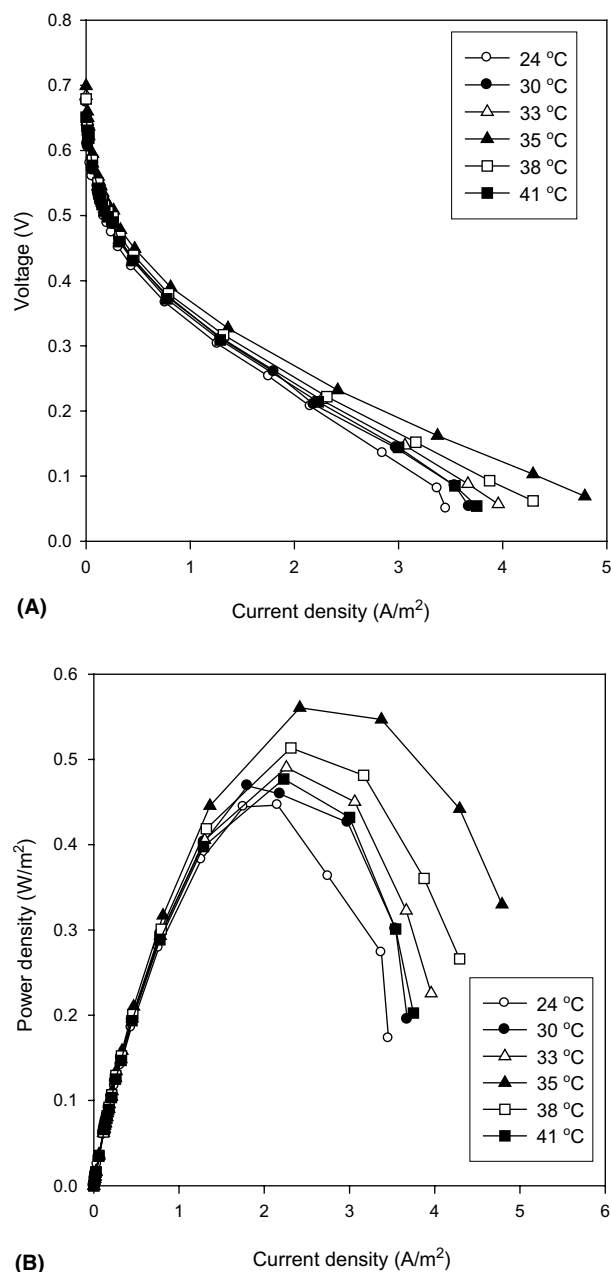 0.8
0.7
0.6
0.5
0.4
0.3
0.2
0.1
0.0
Voltage (V)
24 °C
30 °C
33 °C
35 °C
38 °C
41 °C
0 1 2 3 4 5
Current density (A/m²)
(A)
0.6
0.5
0.4
0.3
0.2
0.1
0.0
Power density (W/m²)
24 °C
30 °C
33 °C
35 °C
38 °C
41 °C
0 1 2 3 4 5 6
Current density (A/m²)
(B)